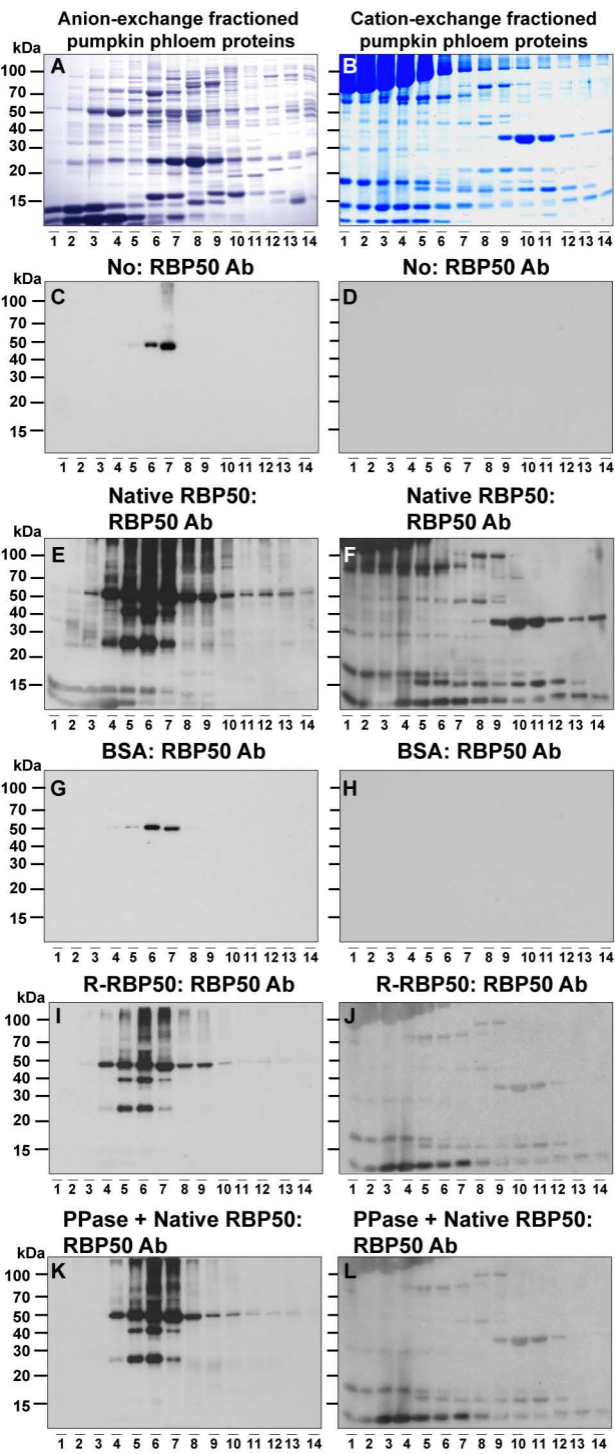 Anion-exchange fractioned
pumpkin phloem proteins
Cation-exchange fractioned
pumpkin phloem proteins
kDa
A
B
100
70
50
40
30
20
15
1 2 3 4 5 6 7 8 9 10 11 12 13 14
1 2 3 4 5 6 7 8 9 10 11 12 13 14
No: RBP50 Ab
No: RBP50 Ab
kDa
C
D
100
70
50
40
30
20
15
1 2 3 4 5 6 7 8 9 10 11 12 13 14
1 2 3 4 5 6 7 8 9 10 11 12 13 14
Native RBP50:
RBP50 Ab
Native RBP50:
RBP50 Ab
kDa
E
F
100
70
50
40
30
20
15
1 2 3 4 5 6 7 8 9 10 11 12 13 14
1 2 3 4 5 6 7 8 9 10 11 12 13 14
BSA: RBP50 Ab
BSA: RBP50 Ab
kDa
G
H
100
70
50
40
30
20
15
1 2 3 4 5 6 7 8 9 10 11 12 13 14
1 2 3 4 5 6 7 8 9 10 11 12 13 14
R-RBP50: RBP50 Ab
R-RBP50: RBP50 Ab
kDa
I
J
100
70
50
40
30
20
15
1 2 3 4 5 6 7 8 9 10 11 12 13 14
1 2 3 4 5 6 7 8 9 10 11 12 13 14
PPase + Native RBP50:
RBP50 Ab
PPase + Native RBP50:
RBP50 Ab
kDa
K
L
100
70
50
40
30
20
15
1 2 3 4 5 6 7 8 9 10 11 12 13 14
1 2 3 4 5 6 7 8 9 10 11 12 13 14